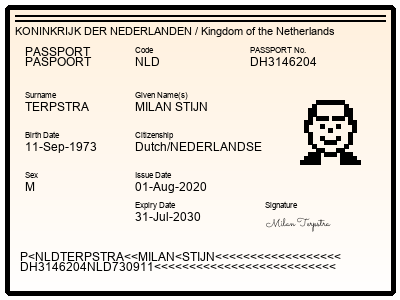 KONINKRIJK DER NEDERLANDEN / Kingdom of the Netherlands
PASSPORT Code PASSPORT No.
PASPOORT NLD DH3146204
Surname Given Name(s)
TERPSTRA MILAN STIJN
Birth Date Citizenship
11-Sep-1973 Dutch/NEDERLANDSE
Sex Issue Date
M 01-Aug-2020
Expiry Date Signature
31-Jul-2030 Milan Terpstra
P<NLDTERPSTRA<<MILAN<STIJN<<<<<<<<<<<<<<<<<<
DH3146204NLD730911<<<<<<<<<<<<<<<<<<<<<<<<<<